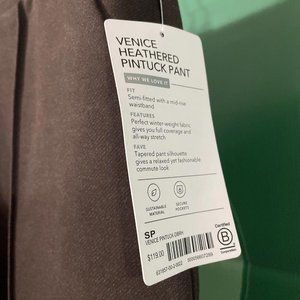 VENICE
HEATHERED
PINTUCK PANT
WHY WE LOVE IT
FIT
Semi-fitted with a mid-rise
waistband
FEATURES
Perfect winter-weight fabric
gives you full coverage and
all-way stretch
FAVE
Tapered pant silhouette
gives a relaxed yet fashionable
commute look
SUSTAINABLE
MATERIAL
SECURE
POCKETS
SP
VENICE PINTUCK DBRH
$119.00
Certified
B
Corporation